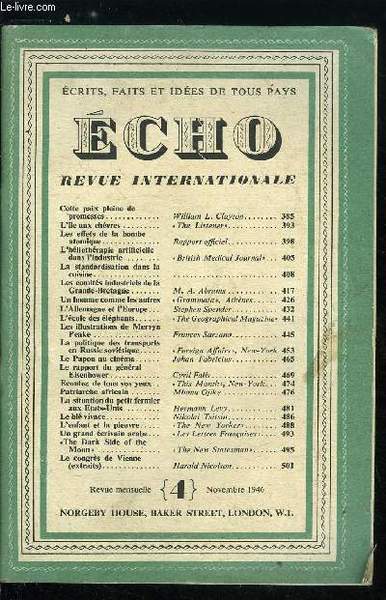 Le-livre.com
ÉCRITS, FAITS ET IDÉES DE TOUS PAYS
ÉCHO
REVUE INTERNATIONALE
Cette paix pleine de
promesses............ William L. Clayton........ 385
L'île aux chèvres........ «The Listener»........... 393
Les effets de la bombe
atomique............ Rapport officiel.......... 398
L'héliothérapie artificielle
dans l'industrie........ «British Medical Journal»... 405
La standardisation dans la
cuisine............... 408
Les comités industriels de la
Grande-Bretagne...... M. A. Abrams.......... 417
Un homme comme les autres «Grammata», Athènes.... 426
L'Allemagne et l'Europe... Stephen Spender......... 432
L'école des éléphants...... «The Geographical Magazine» 441
Les illustrations de Mervyn
Peake............... Frances Sarzano.......... 445
La politique des transports
en Russie soviétique.... «Foreign Affairs», New-York 453
Le Papou au cinéma...... Johan Fabricius.......... 465
Le rapport du général
Eisenhower.......... Cyril Falls.............. 469
Récoltez de tous vos yeux.. «This Month», New-York.. 474
Patriarche africain........ Mbonu Ojike............ 476
La situation du petit fermier
aux Etats-Unis........ Hermann Levy.......... 481
Le blé vivace............ Nikolai Tsitsin.......... 486
L'enfant et la pieuvre...... «The New Yorker»....... 488
Un grand écrivain arabe... «Les Lettres Françaises»... 493
«The Dark Side of the
Moon»............... «The New Statesman»..... 495
Le congrès de Vienne
(extraits)............. Harold Nicolson.......... 501
Revue mensuelle {4} Novembre 1946
NORGEBY HOUSE, BAKER STREET, LONDON, W.1.